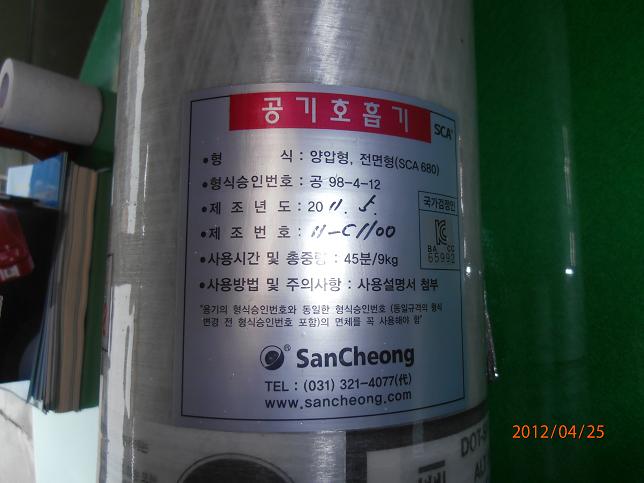 공기호흡기
SCA
• 형 식 : 양압형, 전면형(SCA 680)
• 형식승인번호 : 공 98-4-12
• 제 조 년 도 : 2011. 5.
• 제 조 번 호 : 11-C1100
국가검정인
KC
BA CC
65992
• 사용시간 및 총중량 : 45분/9kg
• 사용방법 및 주의사항 : 사용설명서 첨부
"용기의 형식승인번호와 동일한 형식승인번호 (동일규격의 형식
변경 전 형식승인번호 포함)의 면체를 꼭 사용해야 함"
® SanCheong
TEL : (031) 321-4077(代)
www.sancheong.com
2012/04/25